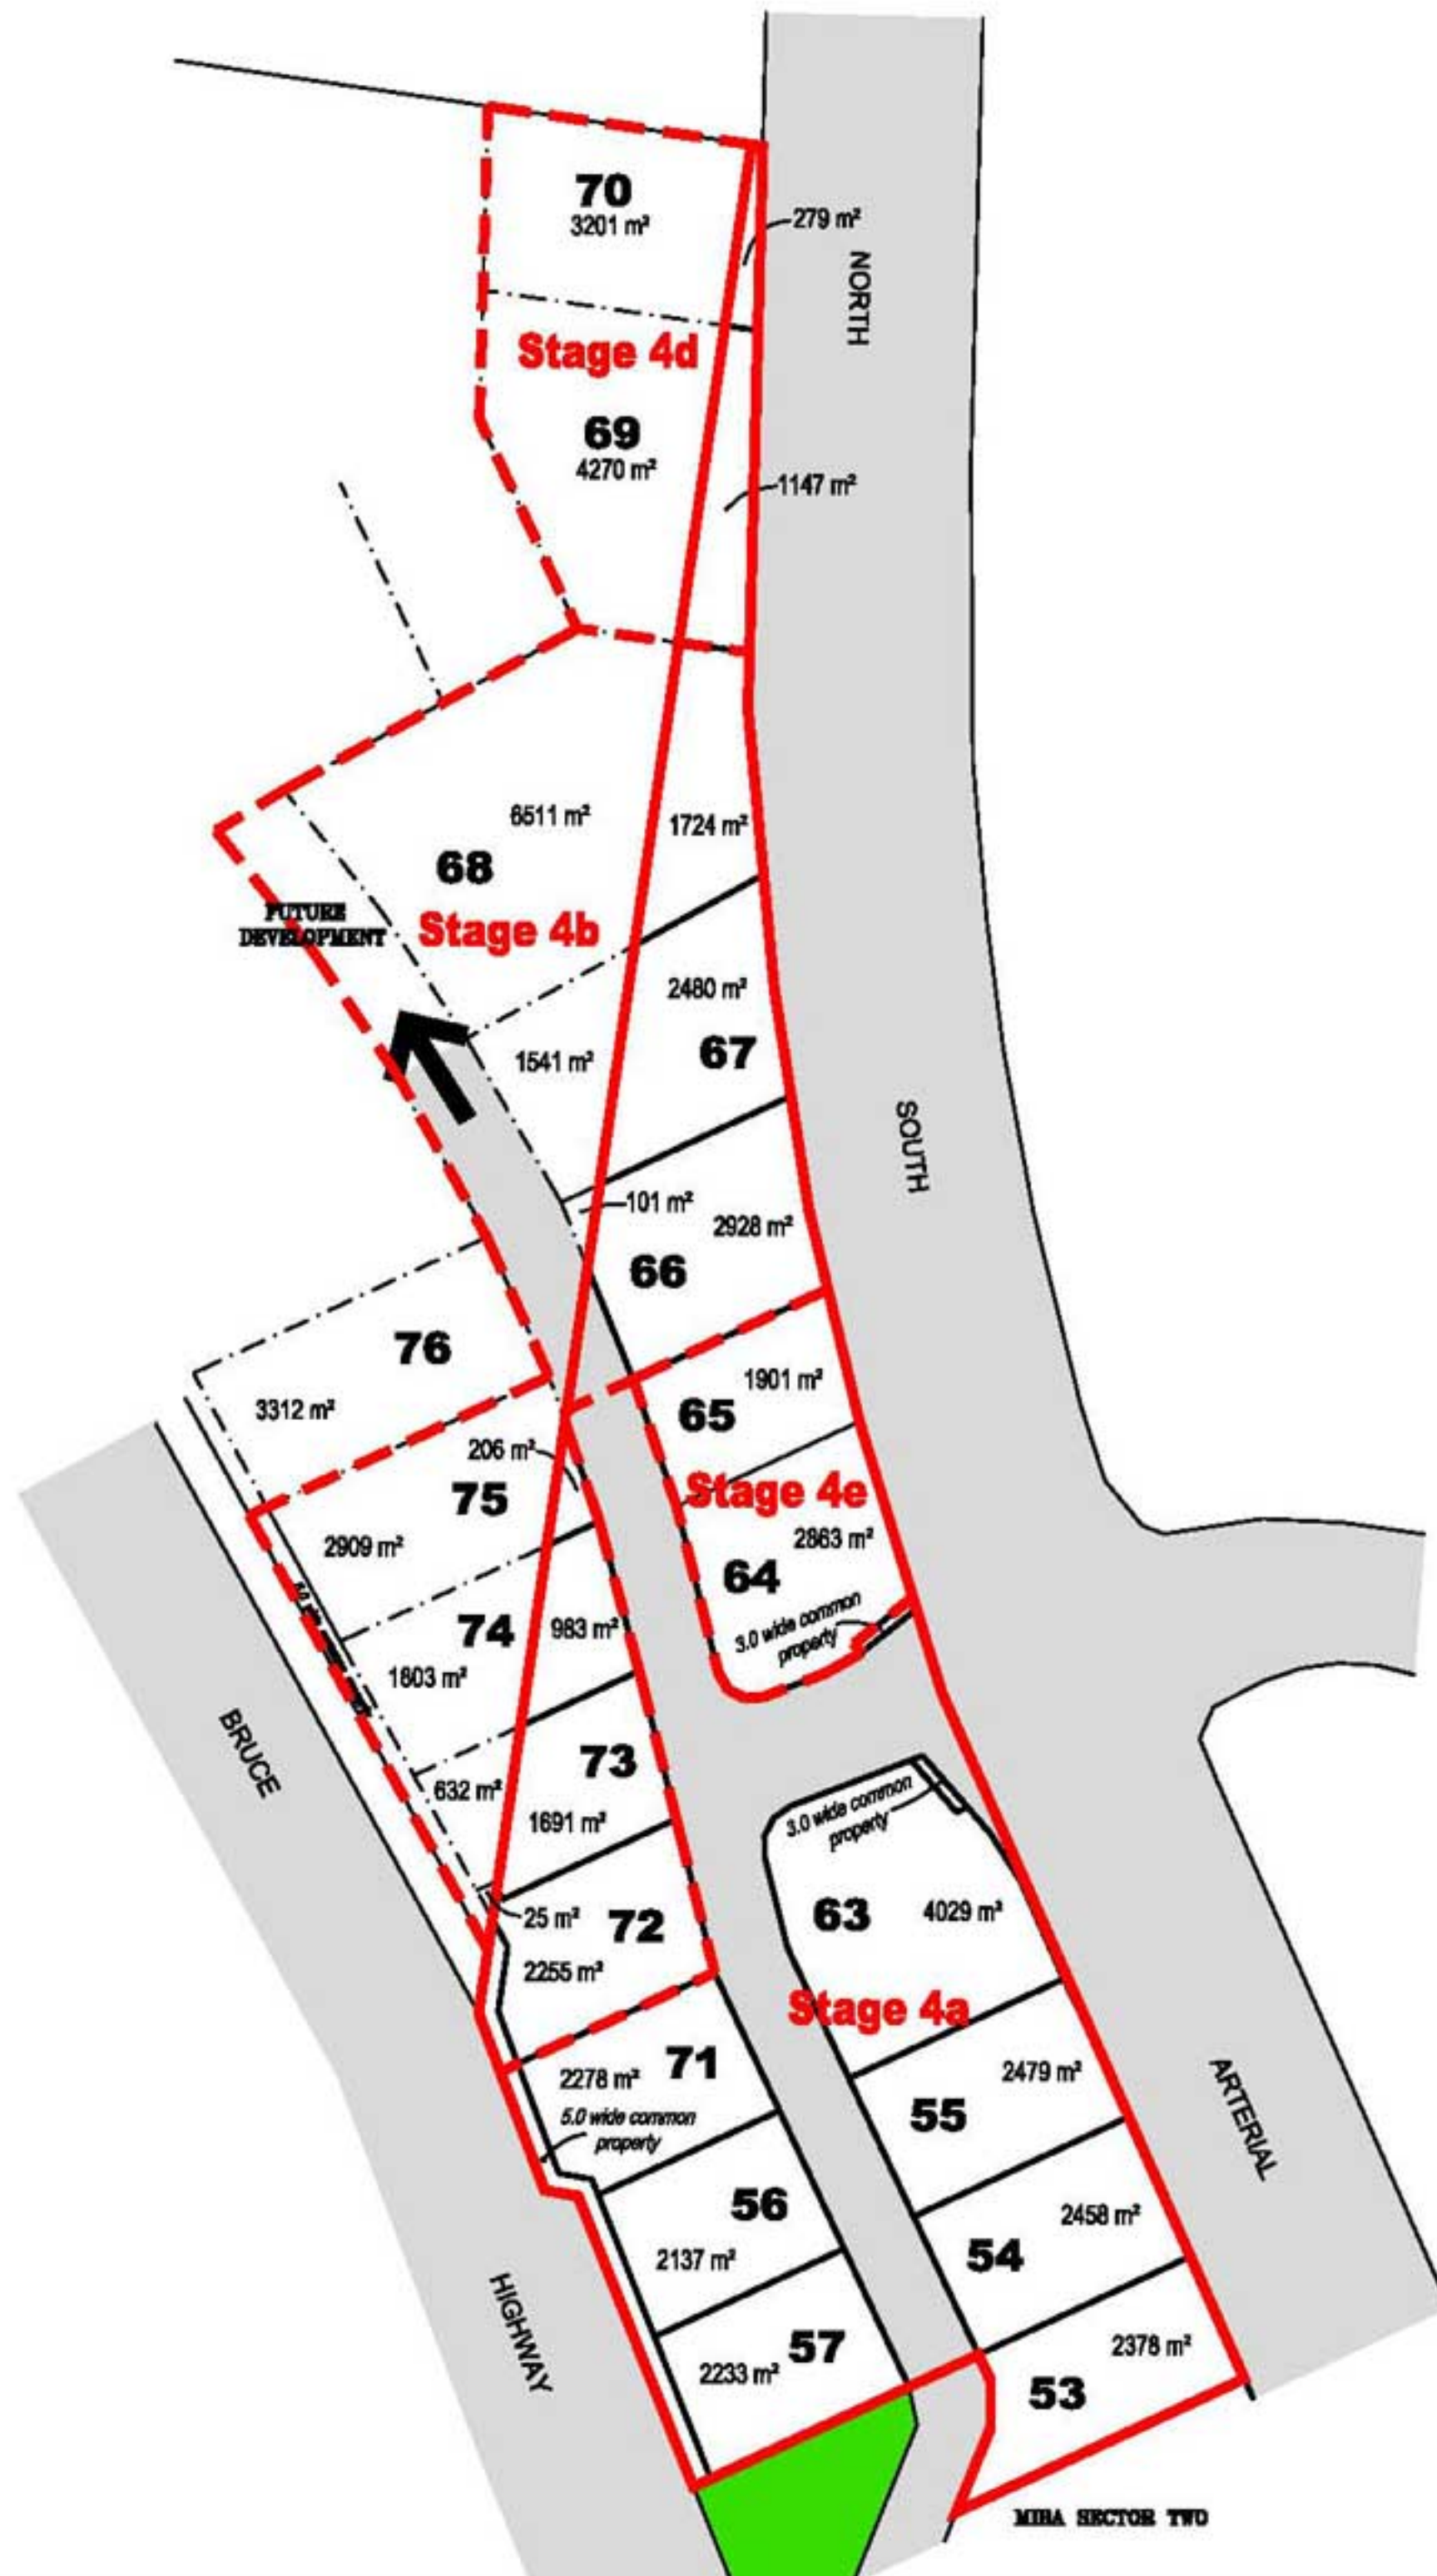 70
3201 m²
279 m²
NORTH
Stage 4d
69
4270 m²
1147 m²
6511 m²
1724 m²
68
FUTURE
DEVELOPMENT
Stage 4b
2480 m²
67
1541 m²
SOUTH
101 m²
2928 m²
66
76
3312 m²
1901 m²
65
206 m²
75
2909 m²
Stage 4e
2863 m²
64
3.0 wide common
property
74
983 m²
1803 m²
BRUCE
73
632 m²
1691 m²
3.0 wide common
property
25 m²
72
2255 m²
63
4029 m²
Stage 4a
71
2278 m²
5.0 wide common
property
2479 m²
55
ARTERIAL
56
2137 m²
2458 m²
54
HIGHWAY
57
2233 m²
2378 m²
53
MIBA SECTOR TWO